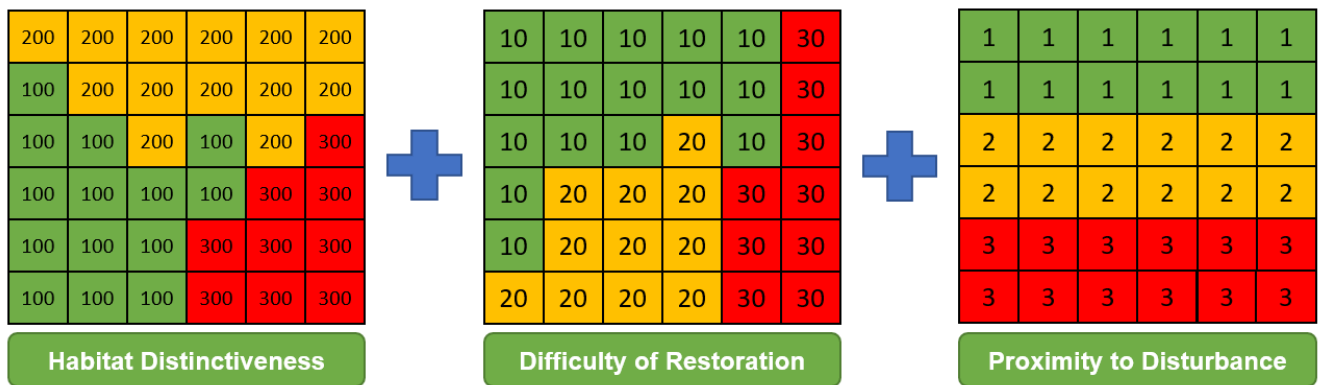 200 200 200 200 200 200 10 10 10 10 10 30 1 1 1 1 1 1
100 200 200 200 200 200 10 10 10 10 10 30 1 1 1 1 1 1
100 100 200 100 200 300 10 10 10 20 10 30 2 2 2 2 2 2
100 100 100 100 300 300 10 20 20 20 30 30 2 2 2 2 2 2
100 100 100 300 300 300 10 20 20 20 30 30 3 3 3 3 3 3
100 100 100 300 300 300 20 20 20 20 30 30 3 3 3 3 3 3
Habitat Distinctiveness Difficulty of Restoration Proximity to Disturbance